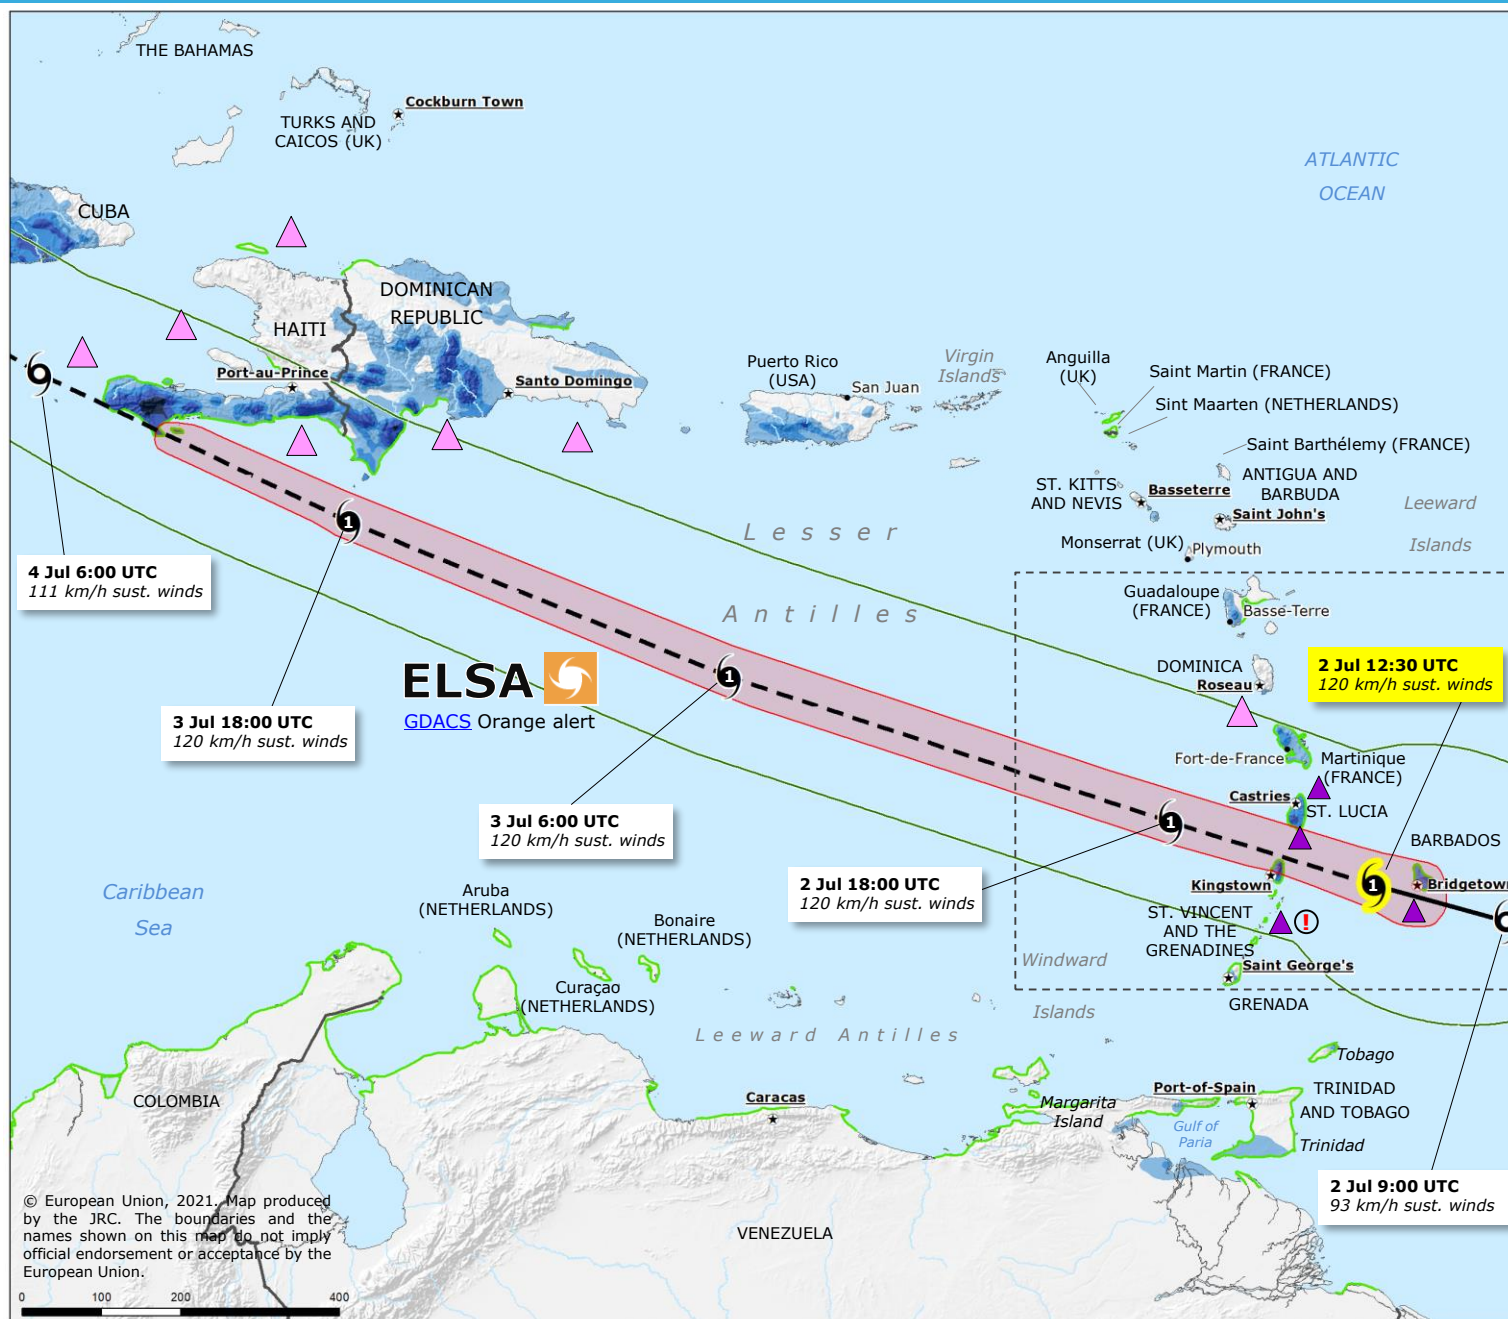 THE BAHAMAS
Cockburn Town
TURKS AND
CAICOS (UK)
ATLANTIC
OCEAN
CUBA
DOMINICAN
REPUBLIC
HAITI
Port-au-Prince
Santo Domingo
Puerto Rico
(USA)
San Juan
Virgin
Islands
Anguilla
(UK)
Saint Martin (FRANCE)
Sint Maarten (NETHERLANDS)
Saint Barthélemy (FRANCE)
ST. KITTS
AND NEVIS
Basseterre
ANTIGUA AND
BARBUDA
Saint John's
Leeward
Islands
Monserrat (UK)
Plymouth
Lesser
Antilles
4 Jul 6:00 UTC
111 km/h sust. winds
1
Guadaloupe
(FRANCE)
Basse-Terre
DOMINICA
Roseau
2 Jul 12:30 UTC
120 km/h sust. winds
ELSA
GDACS Orange alert
1
3 Jul 18:00 UTC
120 km/h sust. winds
Fort-de-France
Martinique
(FRANCE)
Castries
ST. LUCIA
3 Jul 6:00 UTC
120 km/h sust. winds
1
BARBADOS
1
Bridgetown
2 Jul 18:00 UTC
120 km/h sust. winds
Kingstown
ST. VINCENT
AND THE
GRENADINES
!
Caribbean
Sea
Aruba
(NETHERLANDS)
Bonaire
(NETHERLANDS)
Curaçao
(NETHERLANDS)
Windward
Islands
Saint George's
GRENADA
Leeward Antilles
Tobago
COLOMBIA
Caracas
Margarita
Island
Port-of-Spain
TRINIDAD
AND TOBAGO
Gulf of
Paria
Trinidad
2 Jul 9:00 UTC
93 km/h sust. winds
VENEZUELA
© European Union, 2021. Map produced
by the JRC. The boundaries and the
names shown on this map do not imply
official endorsement or acceptance by the
European Union.
0 100 200 400